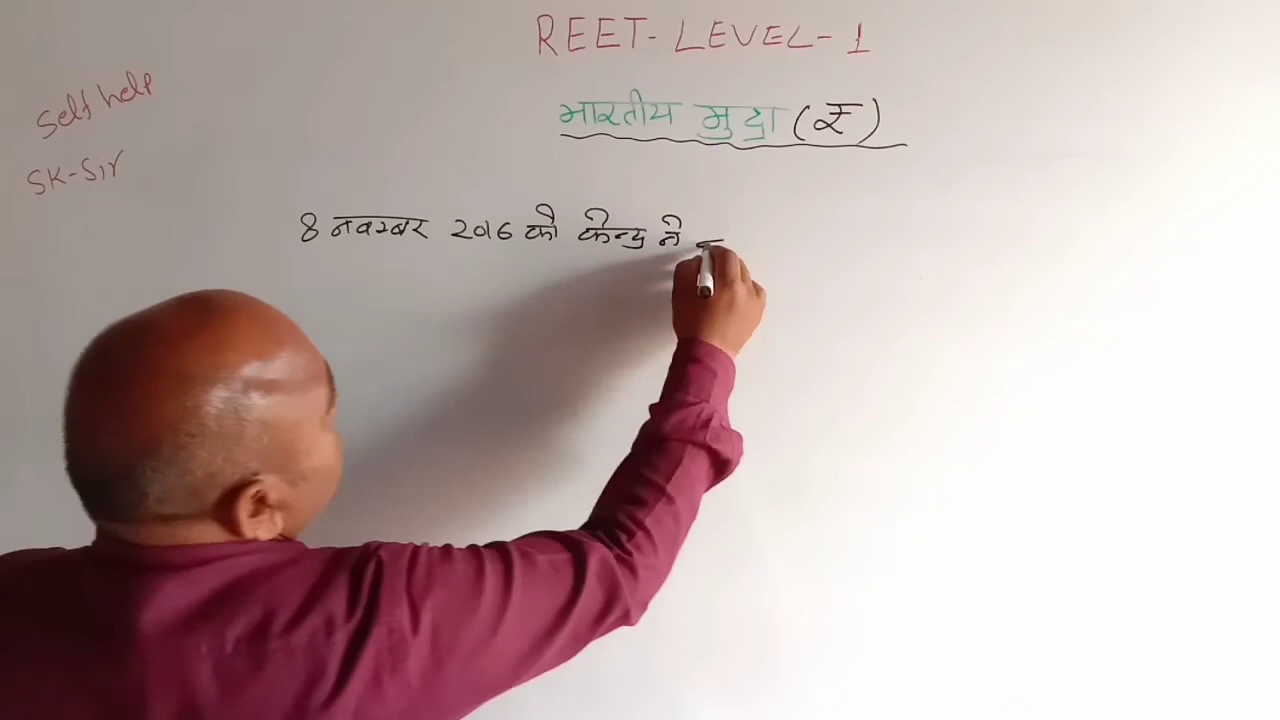 REET- LEVEL-1
भारतीय मुद्रा (₹)
Self help
SK-Sir
8 नवम्बर 2016 को केन्द्र ने